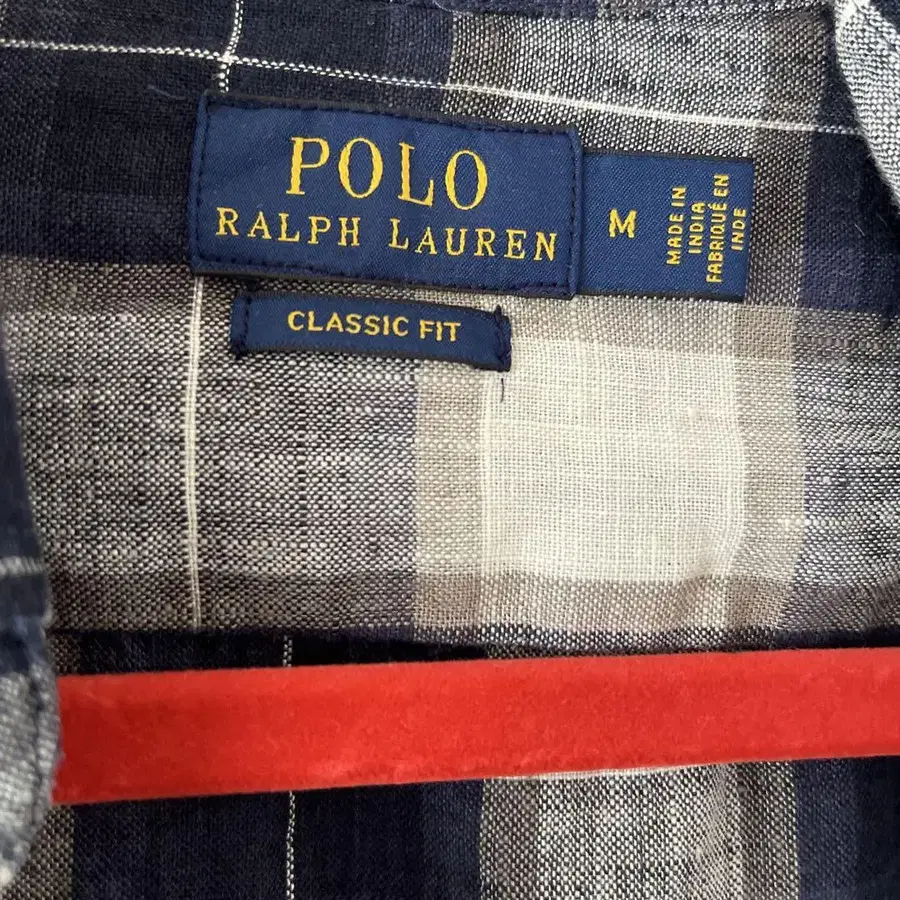 POLO
RALPH LAUREN
M
MADE IN
INDIA
FABRIQUÉ EN
INDE
CLASSIC FIT